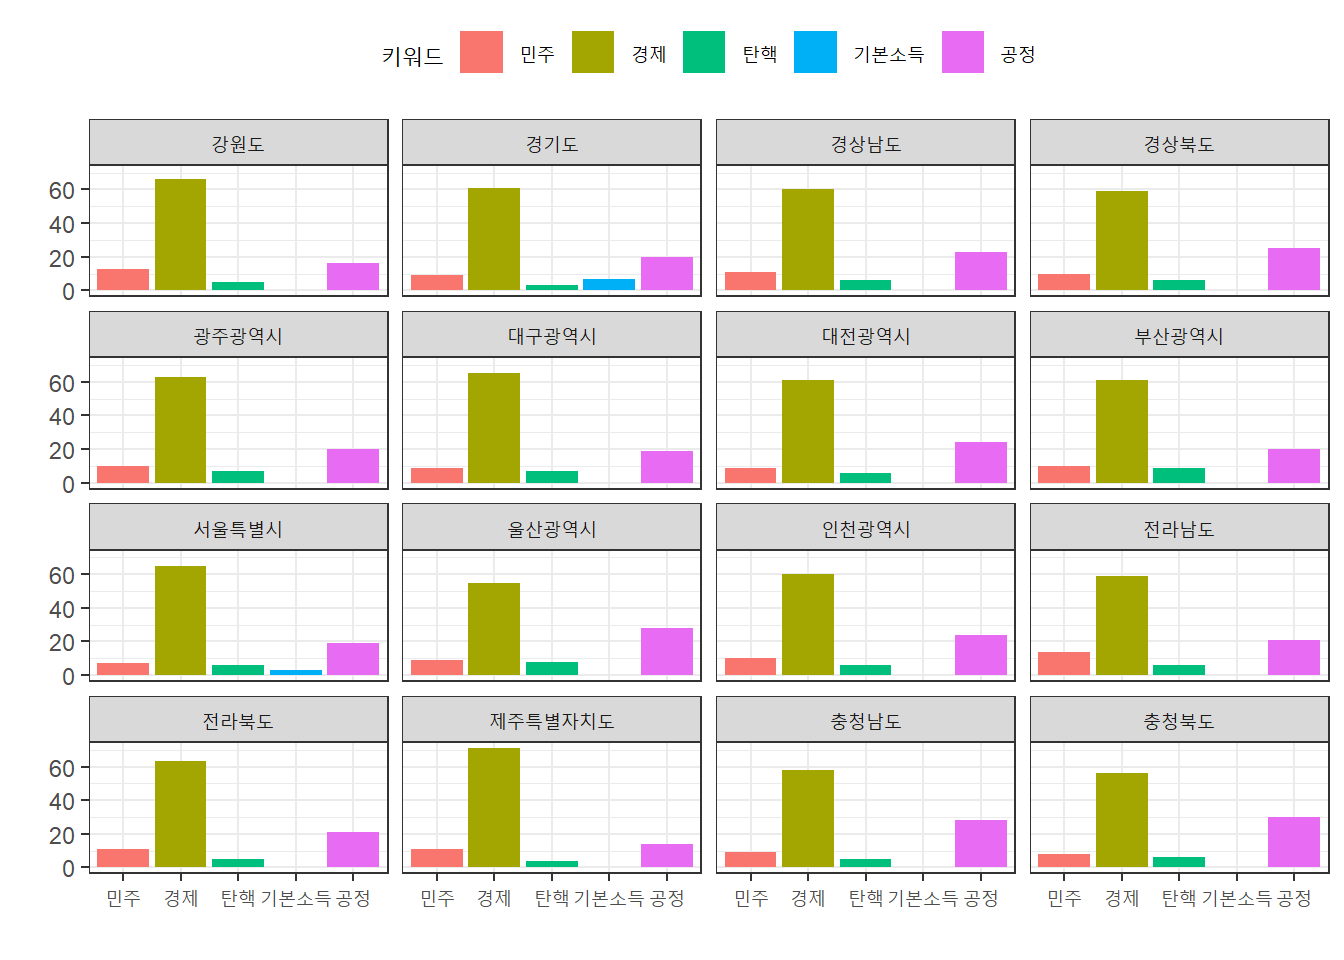 키워드 민주 경제 탄핵 기본소득 공정
강원도 경기도 경상남도 경상북도
60
40
20
0
광주광역시 대구광역시 대전광역시 부산광역시
60
40
20
0
서울특별시 울산광역시 인천광역시 전라남도
60
40
20
0
전라북도 제주특별자치도 충청남도 충청북도
60
40
20
0
민주 경제 탄핵 기본소득 공정 민주 경제 탄핵 기본소득 공정 민주 경제 탄핵 기본소득 공정 민주 경제 탄핵 기본소득 공정